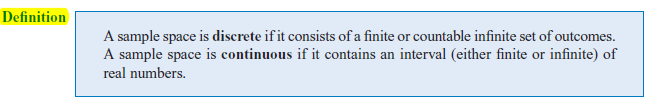 Definition
A sample space is discrete if it consists of a finite or countable infinite set of outcomes.
A sample space is continuous if it contains an interval (either finite or infinite) of
real numbers.